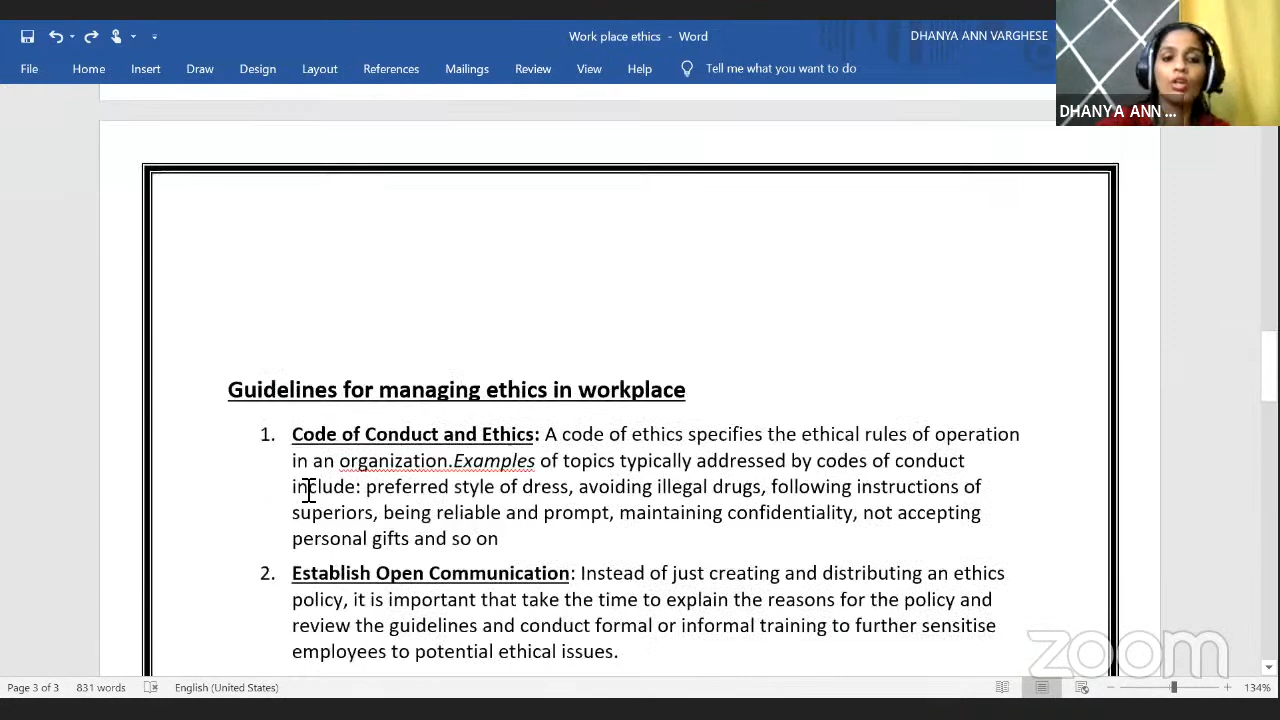 Work place ethics - Word
DHANYA ANN VARGHESE
File Home Insert Draw Design Layout References Mailings Review View Help Tell me what you want to do
DHANYA ANN ...
Guidelines for managing ethics in workplace
1. Code of Conduct and Ethics: A code of ethics specifies the ethical rules of operation
in an organization.Examples of topics typically addressed by codes of conduct
include: preferred style of dress, avoiding illegal drugs, following instructions of
superiors, being reliable and prompt, maintaining confidentiality, not accepting
personal gifts and so on
2. Establish Open Communication: Instead of just creating and distributing an ethics
policy, it is important that take the time to explain the reasons for the policy and
review the guidelines and conduct formal or informal training to further sensitise
employees to potential ethical issues.
zoom
Page 3 of 3 831 words English (United States) 134%